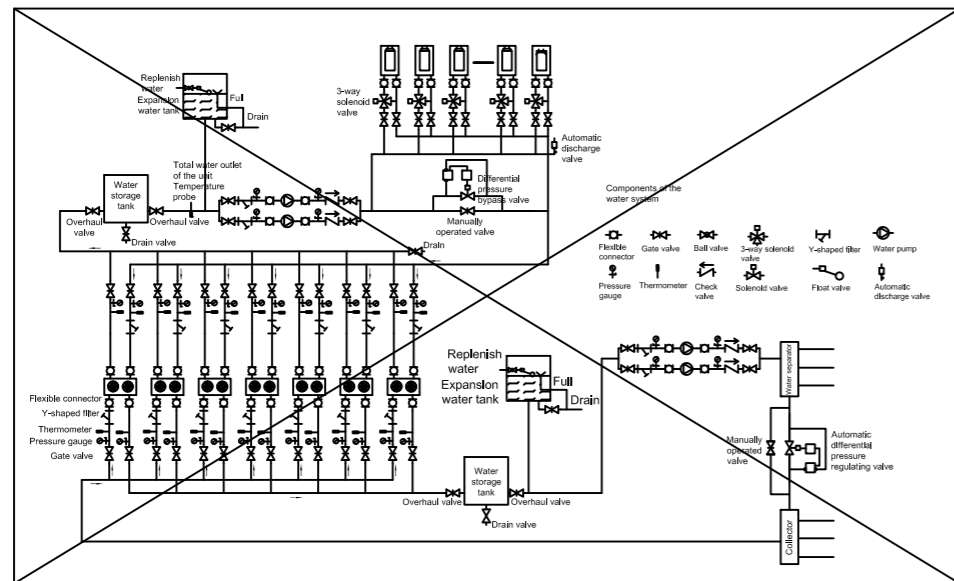 Replenish
water
Expansion
water tank
Full
Drain
3-way
solenoid
valve
Automatic
discharge
valve
Total water outlet
of the unit
Temperature
probe
Water
storage
tank
Overhaul
valve
Overhaul valve
Drain valve
Differential
pressure
bypass valve
Manually
operated valve
Drain
Components of the
water system
Flexible
connector
Gate valve
Ball valve
3-way solenoid
valve
Y-shaped filter
Water pump
Pressure
gauge
Thermometer
Check
valve
Solenoid valve
Float valve
Automatic
discharge valve
Replenish
water
Expansion
water tank
Full
Drain
Water separator
Flexible connector
Y-shaped filter
Thermometer
Pressure gauge
Gate valve
Manually
operated
valve
Automatic
differential
pressure
regulating valve
Water
storage
tank
Overhaul valve
Overhaul valve
Drain valve
Collector